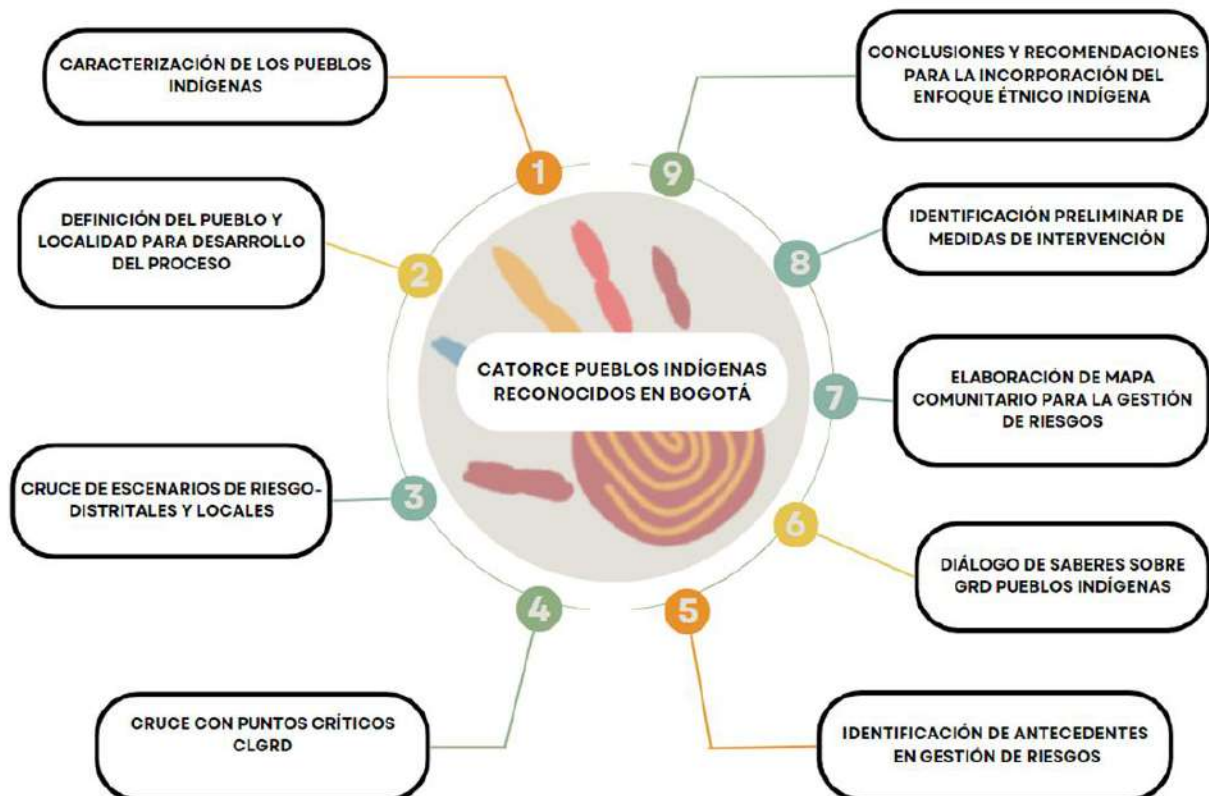 CARACTERIZACIÓN DE LOS PUEBLOS
INDÍGENAS
1
DEFINICIÓN DEL PUEBLO Y
LOCALIDAD PARA DESARROLLO
DEL PROCESO
2
CRUCE DE ESCENARIOS DE RIESGO-
DISTRITALES Y LOCALES
3
CRUCE CON PUNTOS CRÍTICOS
CLGRD
4
CATORCE PUEBLOS INDÍGENAS
RECONOCIDOS EN BOGOTÁ
5
IDENTIFICACIÓN DE ANTECEDENTES
EN GESTIÓN DE RIESGOS
6
DIÁLOGO DE SABERES SOBRE
GRD PUEBLOS INDÍGENAS
7
ELABORACIÓN DE MAPA
COMUNITARIO PARA LA GESTIÓN
DE RIESGOS
8
IDENTIFICACIÓN PRELIMINAR DE
MEDIDAS DE INTERVENCIÓN
9
CONCLUSIONES Y RECOMENDACIONES
PARA LA INCORPORACIÓN DEL
ENFOQUE ÉTNICO INDÍGENA